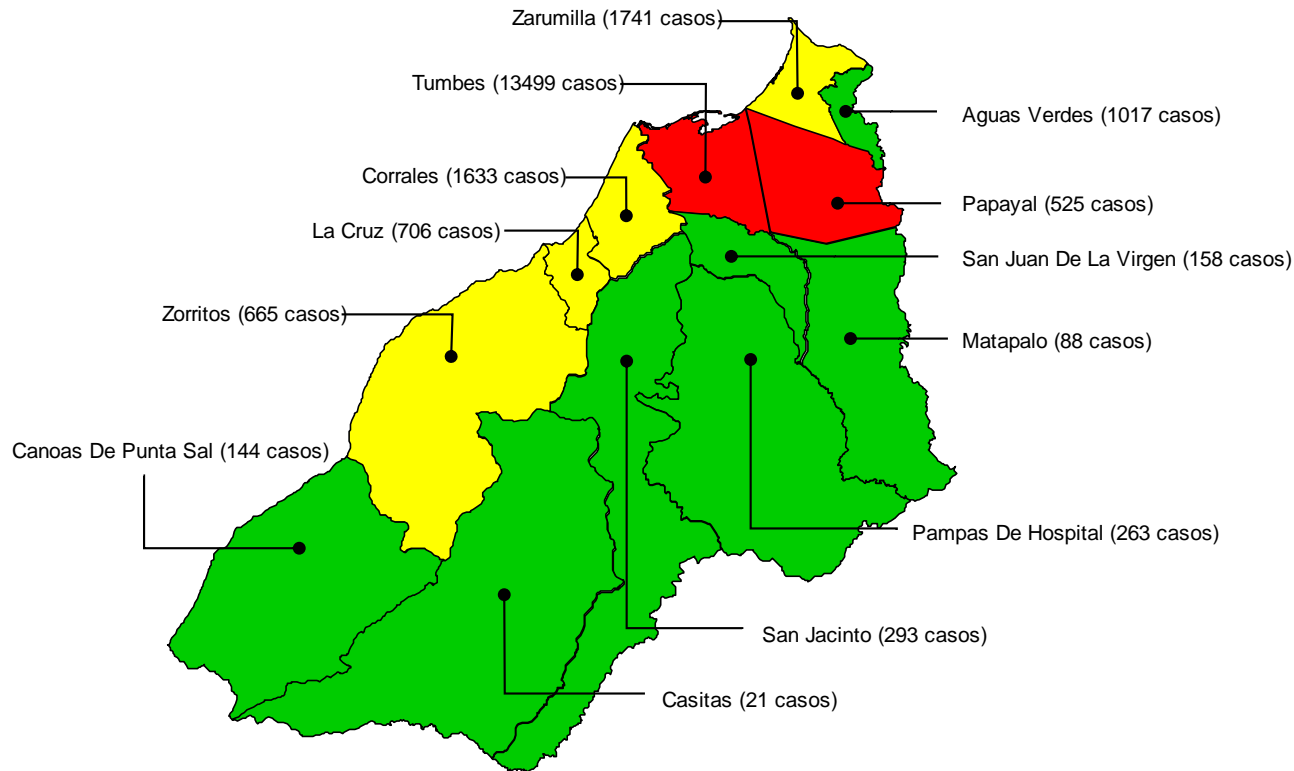 Zarumilla (1741 casos)
Tumbes (13499 casos)
Aguas Verdes (1017 casos)
Corrales (1633 casos)
Papayal (525 casos)
La Cruz (706 casos)
San Juan De La Virgen (158 casos)
Zorritos (665 casos)
Matapalo (88 casos)
Canoas De Punta Sal (144 casos)
Pampas De Hospital (263 casos)
San Jacinto (293 casos)
Casitas (21 casos)